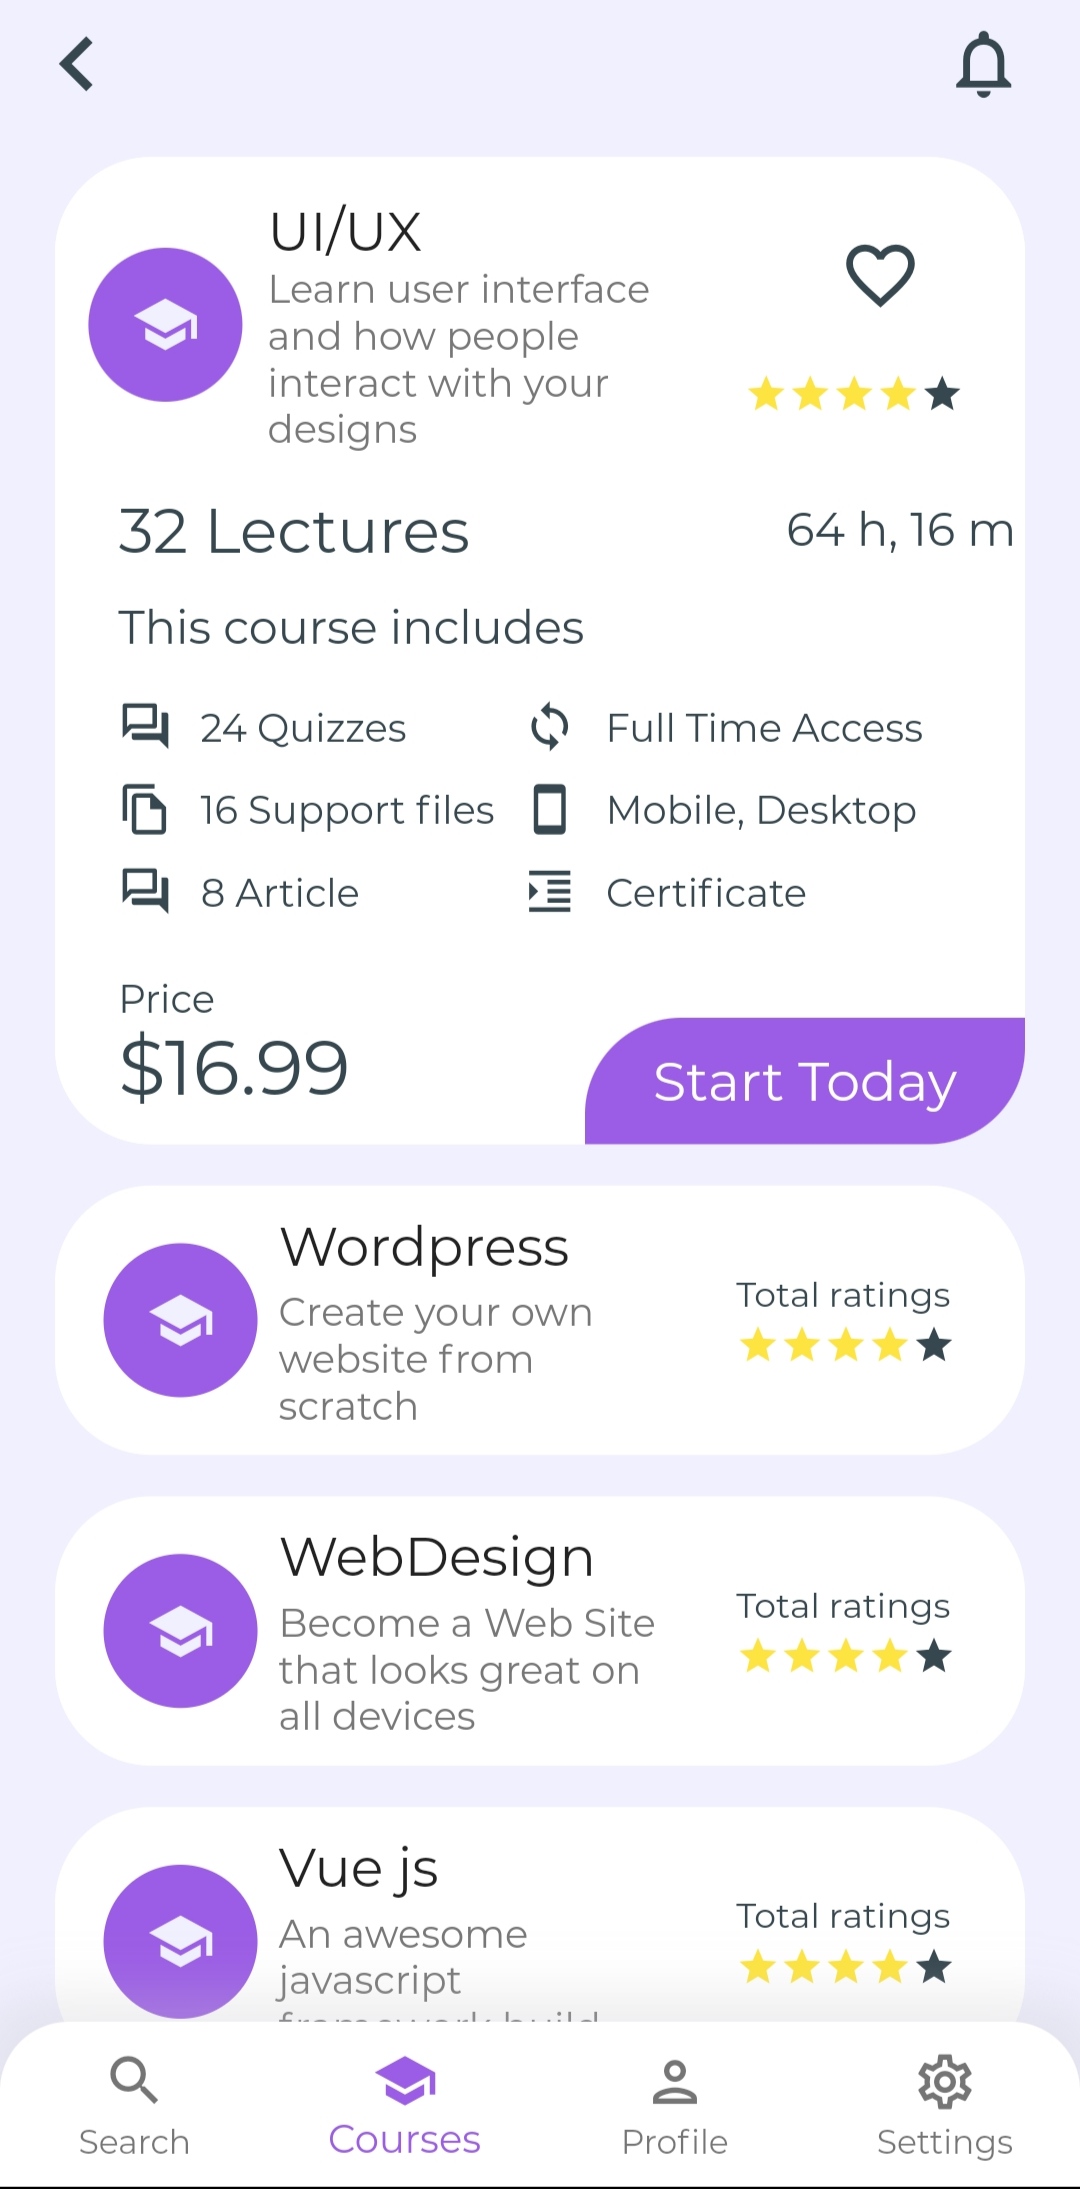 UI/UX
Learn user interface
and how people
interact with your
designs
32 Lectures
64 h, 16 m
This course includes
24 Quizzes
Full Time Access
16 Support files
Mobile, Desktop
8 Article
Certificate
Price
$16.99
Start Today
Wordpress
Create your own
website from
scratch
Total ratings
WebDesign
Become a Web Site
that looks great on
all devices
Total ratings
Vue js
An awesome
javascript
framework build
Total ratings
Search
Courses
Profile
Settings